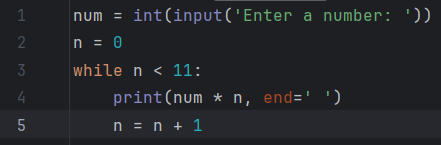 1 num = int(input('Enter a number: '))
2 n = 0
3 while n < 11:
4     print(num * n, end=' ')
5     n = n + 1